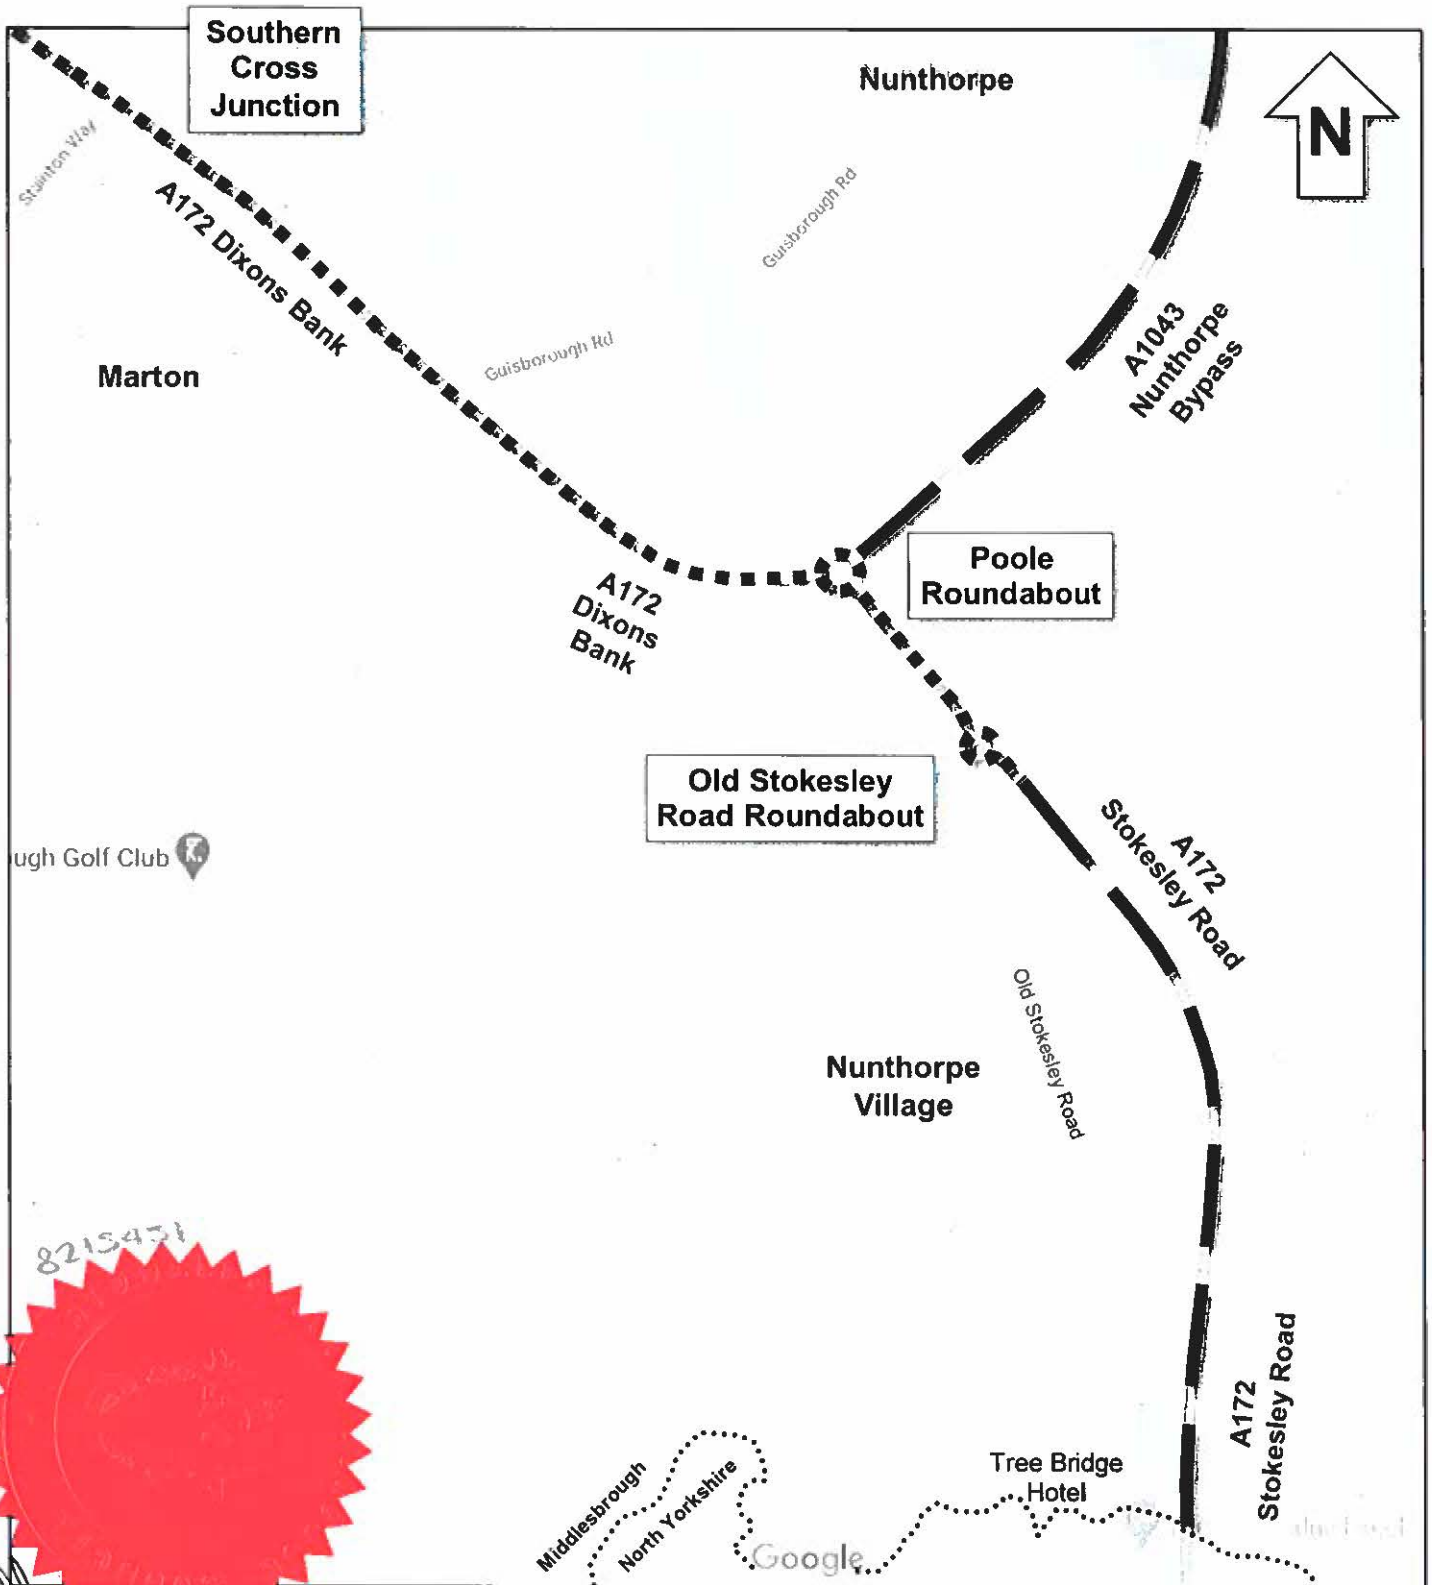 Southern
Cross
Junction
Nunthorpe
N
Stainton Way
A172 Dixons Bank
Guisborough Rd
Guisborough Rd
A1043
Nunthorpe
Bypass
Marton
Poole
Roundabout
A172
Dixons
Bank
Old Stokesley
Road Roundabout
A172
Stokesley Road
ugh Golf Club
Old Stokesley Road
Nunthorpe
Village
8215451
A172
Stokesley Road
Tree Bridge
Hotel
Middlesbrough
North Yorkshire
Google